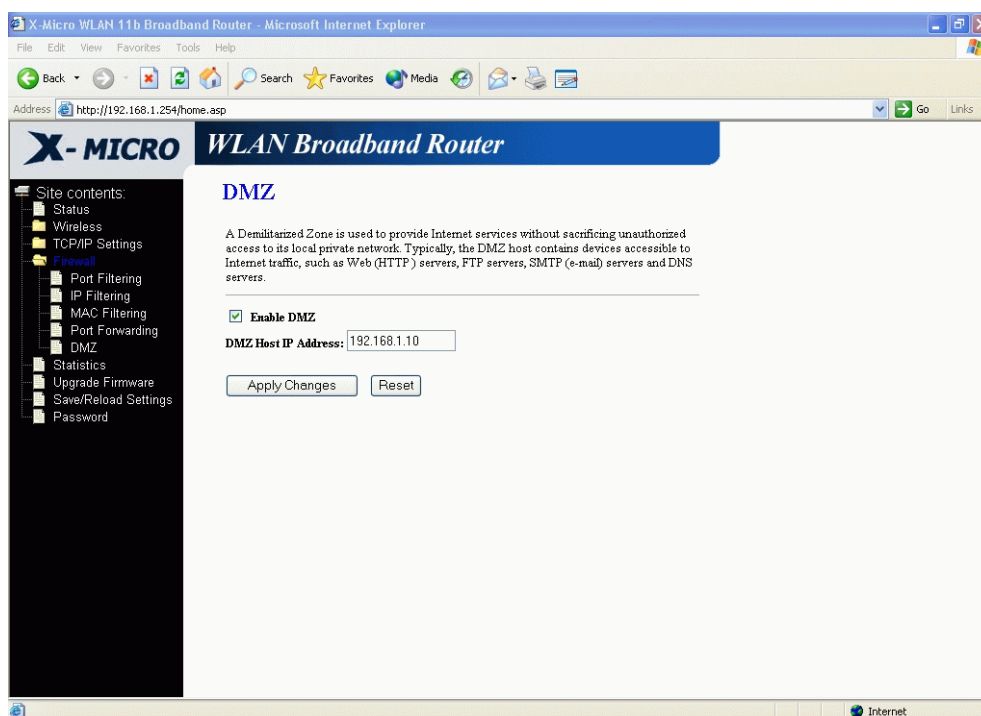 X-Micro WLAN 11b Broadband Router - Microsoft Internet Explorer
File Edit View Favorites Tools Help
Back Search Favorites Media
Address http://192.168.1.254/home.asp Go Links
X-MICRO WLAN Broadband Router
Site contents:
Status
Wireless
TCP/IP Settings
Firewall
Port Filtering
IP Filtering
MAC Filtering
Port Forwarding
DMZ
Statistics
Upgrade Firmware
Save/Reload Settings
Password
DMZ
A Demilitarized Zone is used to provide Internet services without sacrificing unauthorized
access to its local private network. Typically, the DMZ host contains devices accessible to
Internet traffic, such as Web (HTTP ) servers, FTP servers, SMTP (e-mail) servers and DNS
servers.
Enable DMZ
DMZ Host IP Address: 192.168.1.10
Apply Changes Reset
Internet